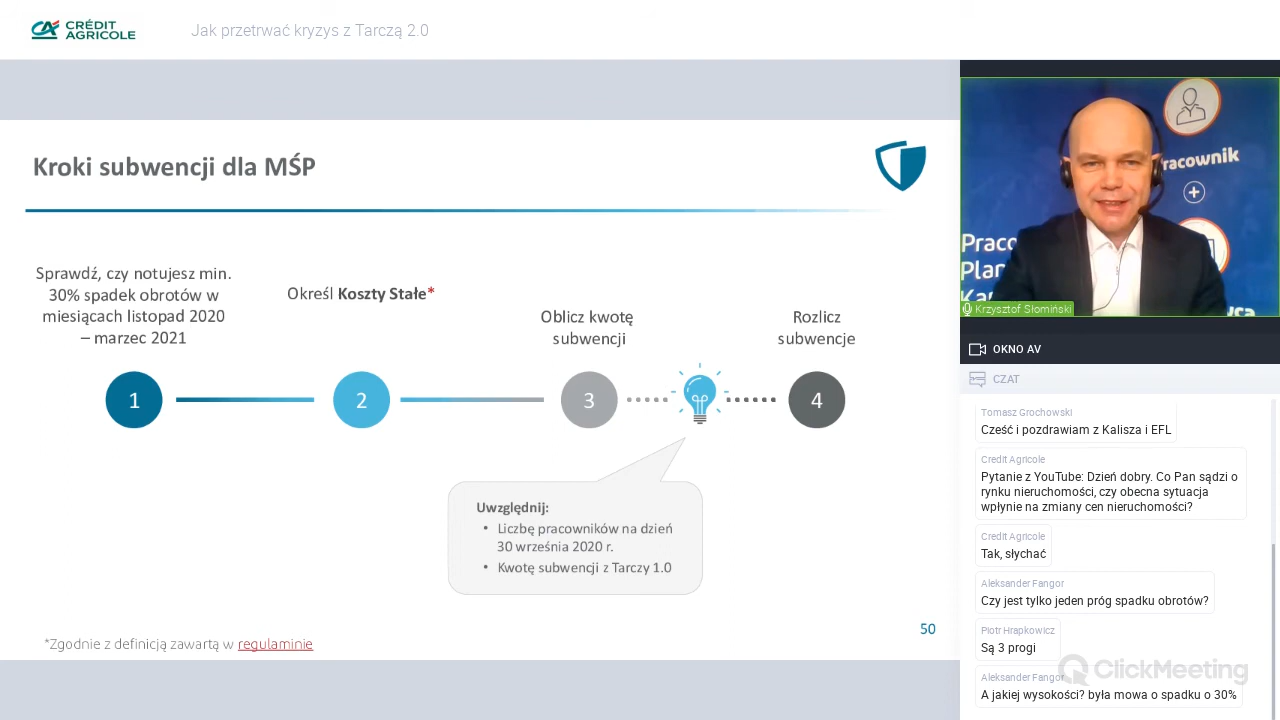 CRÉDIT
AGRICOLE
Jak przetrwać kryzys z Tarczą 2.0
Kroki subwencji dla MŚP
Sprawdź, czy notujesz min.
30% spadek obrotów w
miesiącach listopad 2020
– marzec 2021
Określ Koszty Stałe*
Oblicz kwotę
subwencji
Rozlicz
subwencje
1
2
3
4
Uwzględnij:
• Liczbę pracowników na dzień
30 września 2020 r.
• Kwotę subwencji z Tarczy 1.0
50
*Zgodnie z definicją zawartą w regulaminie
racownik
Praco
Plan
Ka
wca
Krzysztof Słomiński
OKNO AV
CZAT
Tomasz Grochowski
Cześć i pozdrawiam z Kalisza i EFL
Credit Agricole
Pytanie z YouTube: Dzień dobry. Co Pan sądzi o
rynku nieruchomości, czy obecna sytuacja
wpłynie na zmiany cen nieruchomości?
Credit Agricole
Tak, słychać
Aleksander Fangor
Czy jest tylko jeden próg spadku obrotów?
Piotr Hrapkowicz
Są 3 progi
Aleksander Fangor
A jakiej wysokości? była mowa o spadku o 30%
ClickMeeting